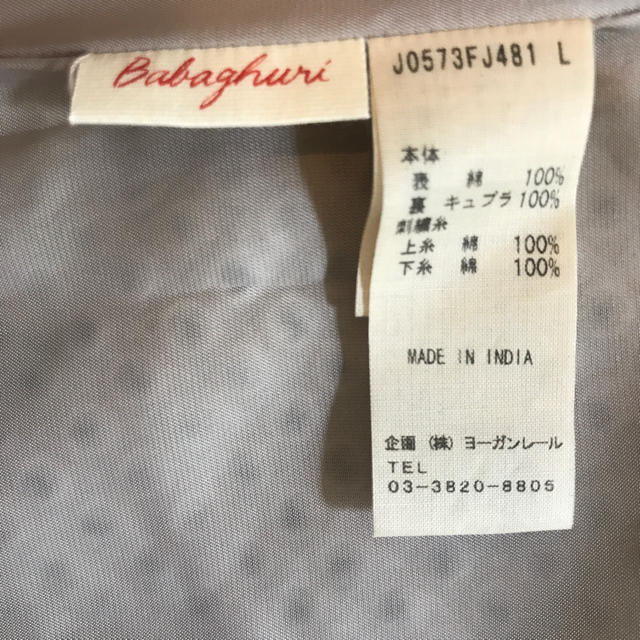 Babaghuri
J0573FJ481 L
本体
表 綿 100%
裏 キュプラ 100%
刺繍糸
上糸 綿 100%
下糸 綿 100%
MADE IN INDIA
企画 (株) ヨーガンレール
TEL
03-3820-8805